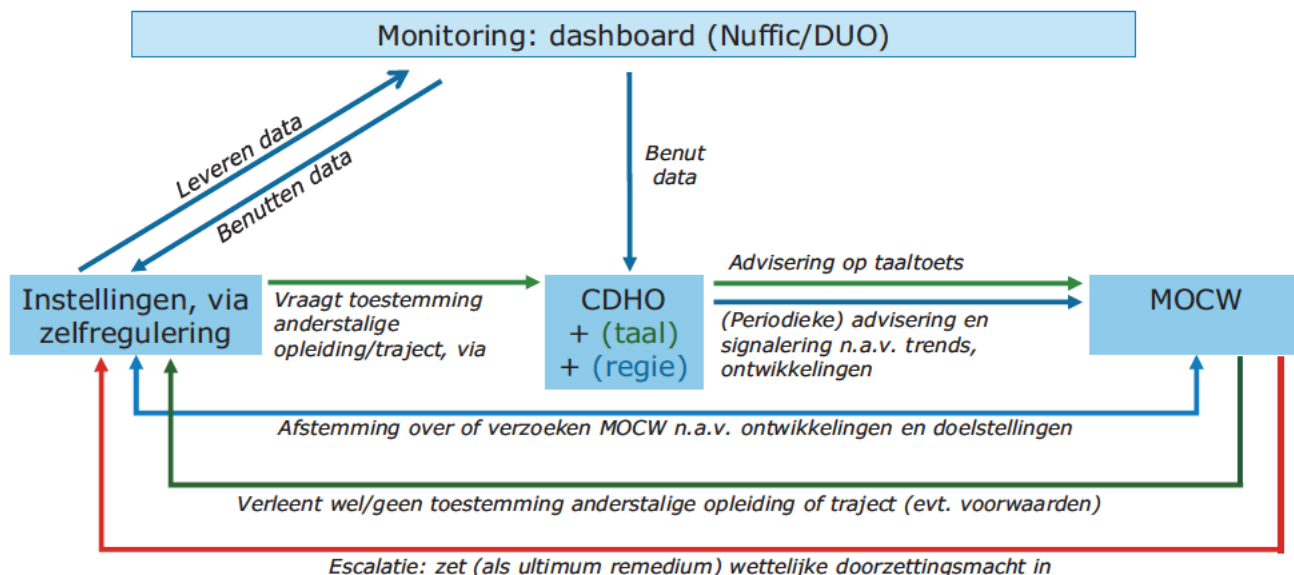 Monitoring: dashboard (Nuffic/DUO)
Leveren data
Benutten data
Benut
data
Instellingen, via
zelfregulering
Vraagt toestemming
anderstalige
opleiding/traject, via
CDHO
+ (taal)
+ (regie)
Advisering op taaltoets
(Periodieke) advisering en
signalering n.a.v. trends,
ontwikkelingen
MOCW
Afstemming over of verzoeken MOCW n.a.v. ontwikkelingen en doelstellingen
Verleent wel/geen toestemming anderstalige opleiding of traject (evt. voorwaarden)
Escalatie: zet (als ultimum remedium) wettelijke doorzettingsmacht in